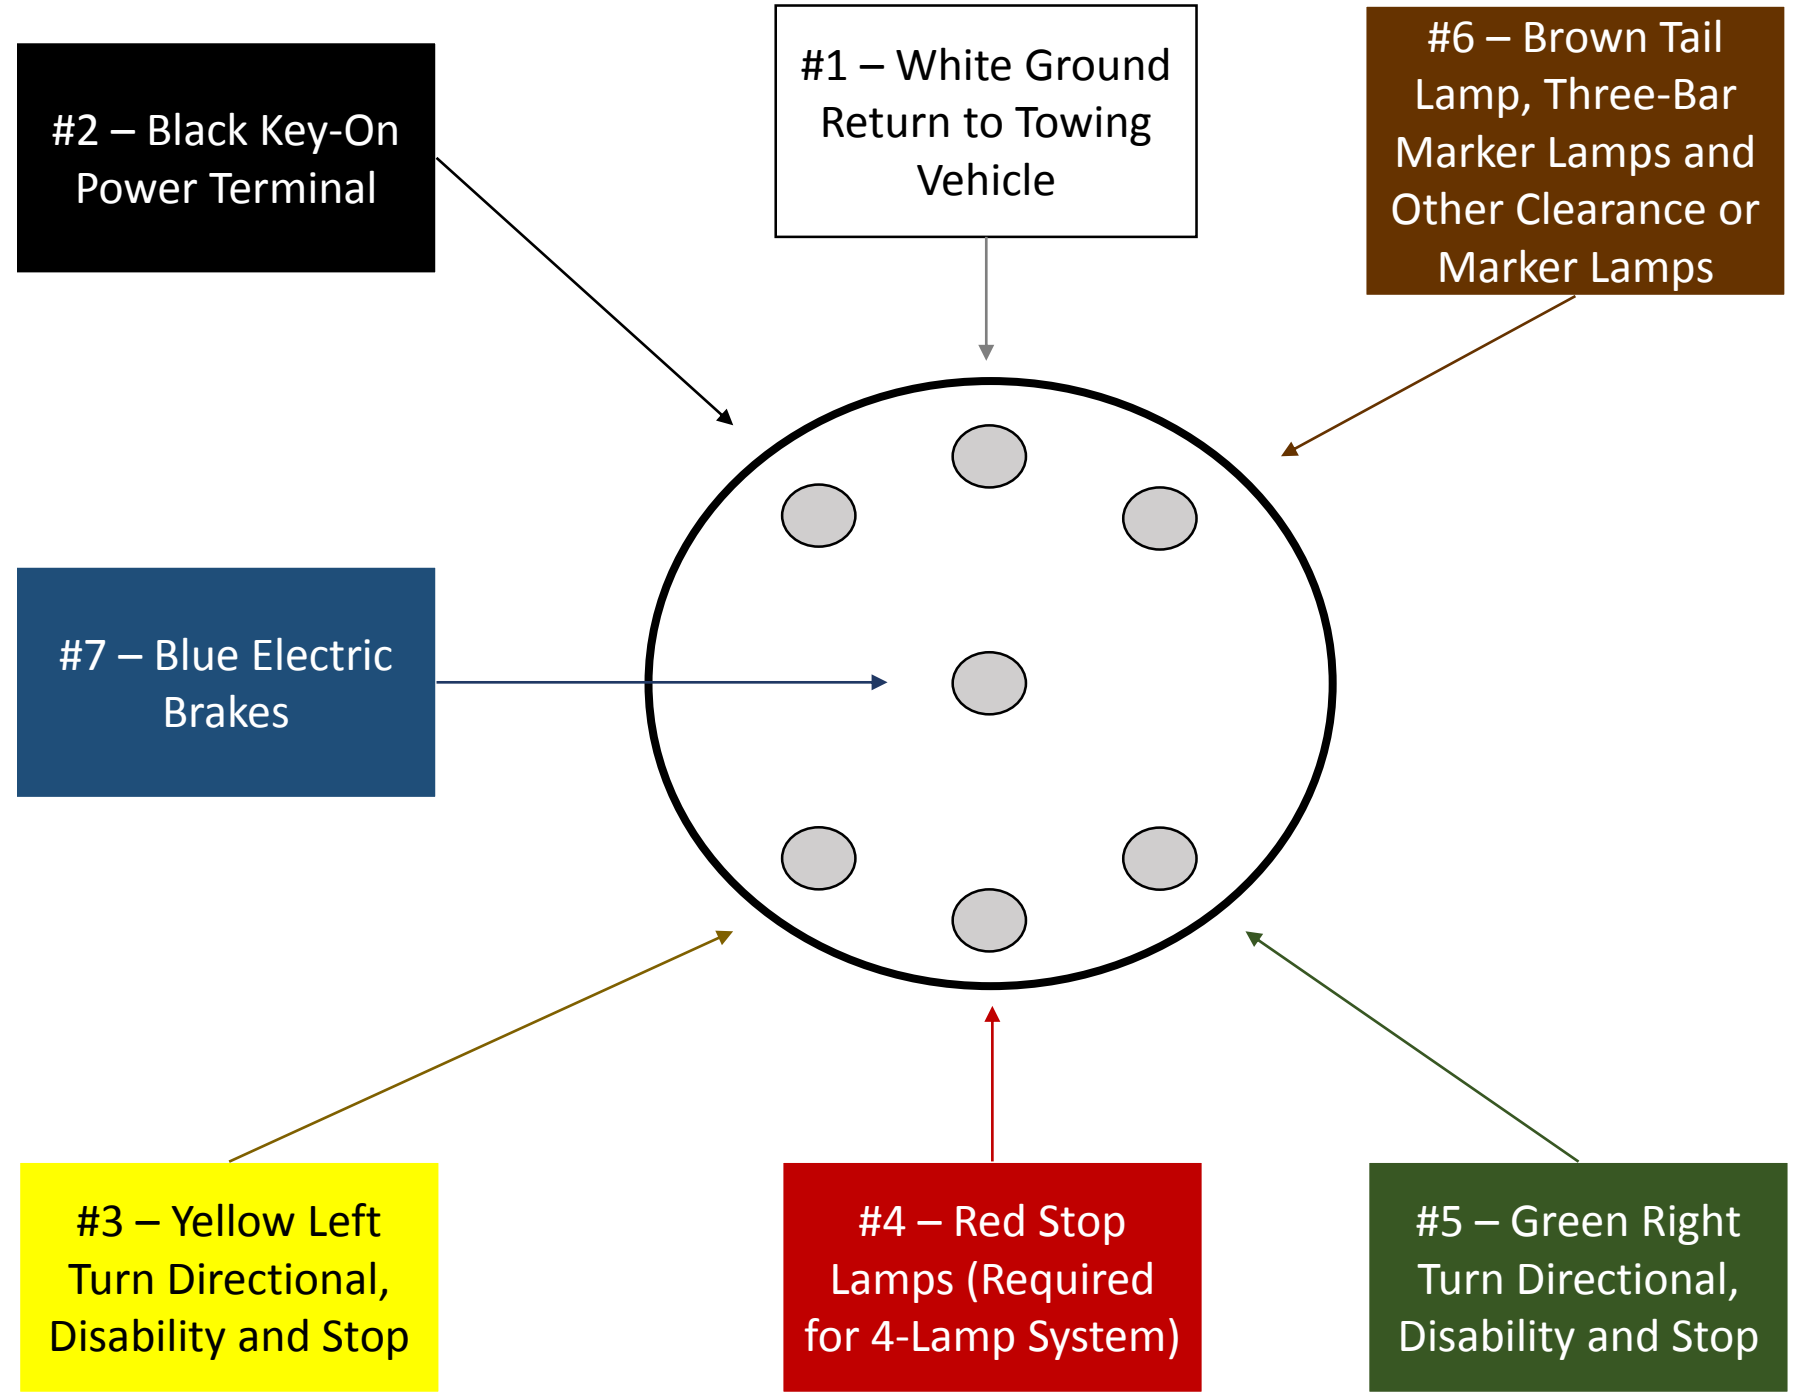 #2 – Black Key-On
Power Terminal
#1 – White Ground
Return to Towing
Vehicle
#6 – Brown Tail
Lamp, Three-Bar
Marker Lamps and
Other Clearance or
Marker Lamps
#7 – Blue Electric
Brakes
#3 – Yellow Left
Turn Directional,
Disability and Stop
#4 – Red Stop
Lamps (Required
for 4-Lamp System)
#5 – Green Right
Turn Directional,
Disability and Stop